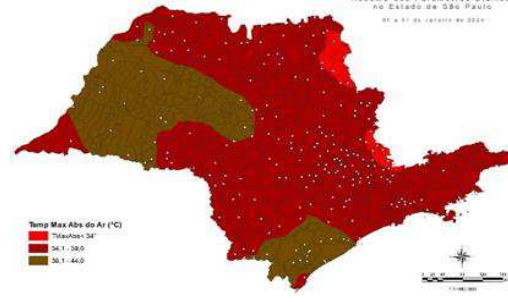 no Estado de São Paulo
01 a 31 de Janeiro de 2024
Temp Max Abs do Ar (°C)
TMaxAbs< 34°
34,1 - 38,0
38,1 - 44,0